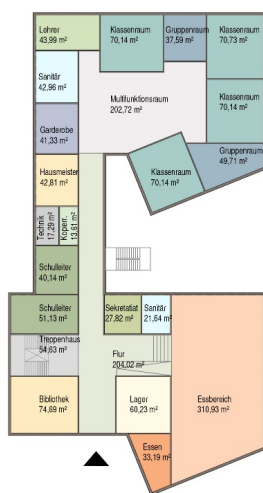 Lehrer
43,99 m²
Klassenraum
70,14 m²
Gruppenraum
37,59 m²
Klassenraum
70,73 m²
Sanitär
42,96 m²
Multifunktionsraum
202,72 m²
Klassenraum
70,14 m²
Garderobe
41,33 m²
Gruppenraum
49,71 m²
Hausmeister
42,81 m²
Klassenraum
70,14 m²
Technik
17,29 m²
Kopierr.
13,61 m²
Schulleiter
40,14 m²
Schulleiter
51,13 m²
Sekretatiat
27,82 m²
Sanitär
21,64 m²
Treppenhaus
54,63 m²
Flur
204,02 m²
Bibliothek
74,69 m²
Lager
60,23 m²
Essbereich
310,93 m²
Essen
33,19 m²